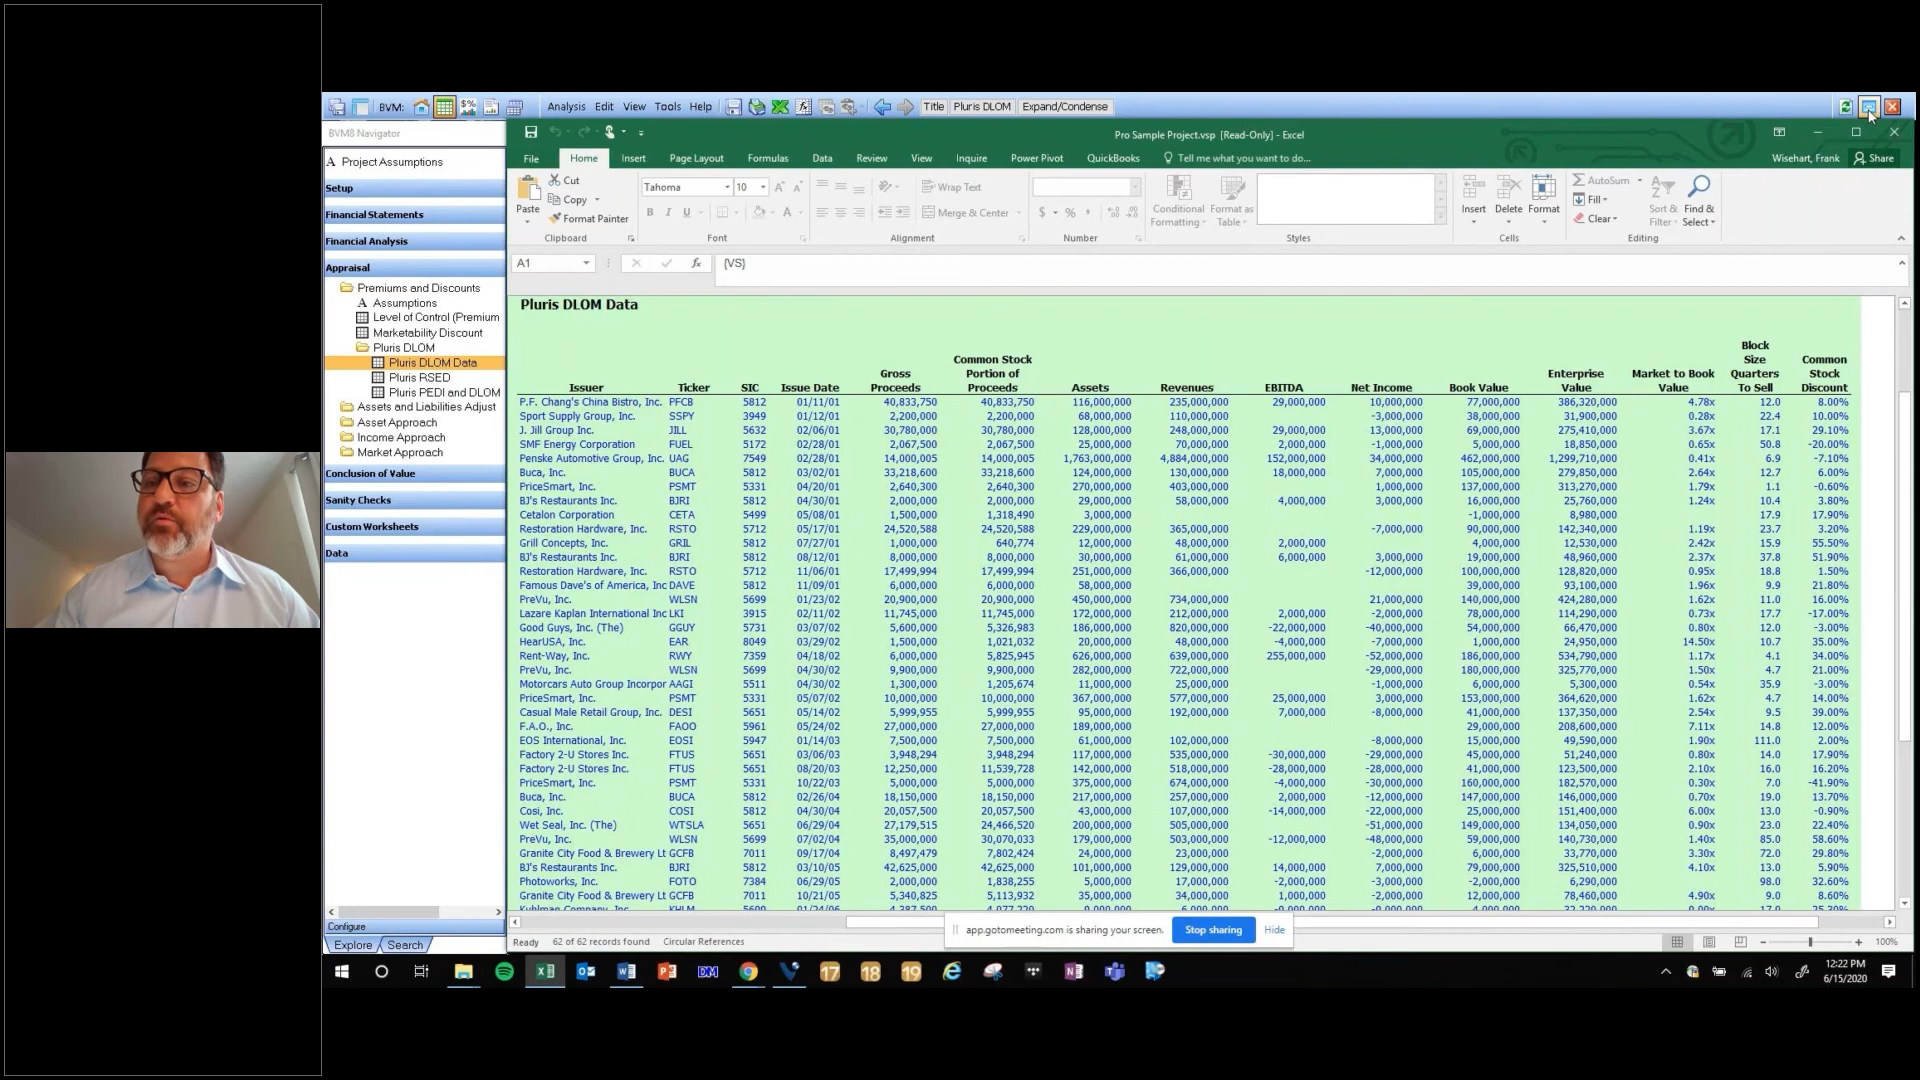 BVM: Analysis Edit View Tools Help Title Pluris DLOM Expand/Condense
BVM8 Navigator
Project Assumptions
Setup
Financial Statements
Financial Analysis
Appraisal
Premiums and Discounts
Assumptions
Level of Control (Premium
Marketability Discount
Pluris DLOM
Pluris DLOM Data
Pluris RSED
Pluris PEDI and DLOM
Assets and Liabilities Adjust
Asset Approach
Income Approach
Market Approach
Conclusion of Value
Sanity Checks
Custom Worksheets
Data
Configure
Explore Search
Pro Sample Project.vsp [Read-Only] - Excel
File Home Insert Page Layout Formulas Data Review View Inquire Power Pivot QuickBooks Tell me what you want to do... Wisehart, Frank Share
Paste Cut Copy Format Painter
Clipboard
Tahoma 10
B I U
Font
Wrap Text
Merge & Center
Alignment
$ % ,
Number
Conditional Formatting Format as Table
Styles
Insert Delete Format
Cells
AutoSum
Fill
Clear
Sort & Filter Find & Select
Editing
A1 fx {VS}
Pluris DLOM Data
Issuer Ticker SIC Issue Date Gross Proceeds Common Stock Portion of Proceeds Assets Revenues EBITDA Net Income Book Value Enterprise Value Market to Book Value Block Size Quarters To Sell Common Stock Discount
P.F. Chang's China Bistro, Inc. PFCB 5812 01/11/01 40,833,750 40,833,750 116,000,000 235,000,000 29,000,000 10,000,000 77,000,000 386,320,000 4.78x 12.0 8.00%
Sport Supply Group, Inc. SSPY 3949 01/12/01 2,200,000 2,200,000 68,000,000 110,000,000 -3,000,000 38,000,000 31,900,000 0.28x 22.4 10.00%
J. Jill Group Inc. JILL 5632 02/06/01 30,780,000 30,780,000 128,000,000 248,000,000 29,000,000 13,000,000 69,000,000 275,410,000 3.67x 17.1 29.10%
SMF Energy Corporation FUEL 5172 02/28/01 2,067,500 2,067,500 25,000,000 70,000,000 2,000,000 -1,000,000 5,000,000 18,850,000 0.65x 50.8 -20.00%
Penske Automotive Group, Inc. UAG 7549 02/28/01 14,000,005 14,000,005 1,763,000,000 4,884,000,000 152,000,000 34,000,000 462,000,000 1,299,710,000 0.41x 6.9 -7.10%
Buca, Inc. BUCA 5812 03/02/01 33,218,600 33,218,600 124,000,000 130,000,000 18,000,000 7,000,000 105,000,000 279,850,000 2.64x 12.7 6.00%
PriceSmart, Inc. PSMT 5331 04/20/01 2,640,300 2,640,300 270,000,000 403,000,000 1,000,000 137,000,000 313,270,000 1.79x 1.1 -0.60%
BJ's Restaurants Inc. BJRI 5812 04/30/01 2,000,000 2,000,000 29,000,000 58,000,000 4,000,000 3,000,000 16,000,000 25,760,000 1.24x 10.4 3.80%
Cetalon Corporation CETA 5499 05/08/01 1,500,000 1,318,490 3,000,000 -1,000,000 8,980,000 17.9 17.90%
Restoration Hardware, Inc. RSTO 5712 05/17/01 24,520,588 24,520,588 229,000,000 365,000,000 -7,000,000 90,000,000 142,340,000 1.19x 23.7 3.20%
Grill Concepts, Inc. GRIL 5812 07/27/01 1,000,000 640,774 12,000,000 48,000,000 2,000,000 4,000,000 12,530,000 2.42x 15.9 55.50%
BJ's Restaurants Inc. BJRI 5812 08/12/01 8,000,000 8,000,000 30,000,000 61,000,000 6,000,000 3,000,000 19,000,000 48,960,000 2.37x 37.8 51.90%
Restoration Hardware, Inc. RSTO 5712 11/06/01 17,499,994 17,499,994 251,000,000 366,000,000 -12,000,000 100,000,000 128,820,000 0.95x 18.8 1.50%
Famous Dave's of America, Inc DAVE 5812 11/09/01 6,000,000 6,000,000 58,000,000 39,000,000 93,100,000 1.96x 9.9 21.80%
PreVu, Inc. WLSN 5699 01/23/02 20,900,000 20,900,000 450,000,000 734,000,000 21,000,000 140,000,000 424,280,000 1.62x 11.0 16.00%
Lazare Kaplan International Inc LKI 3915 02/11/02 11,745,000 11,745,000 172,000,000 212,000,000 2,000,000 -2,000,000 78,000,000 114,290,000 0.73x 17.7 -17.00%
Good Guys, Inc. (The) GGUY 5731 03/07/02 5,600,000 5,326,983 186,000,000 820,000,000 -22,000,000 -40,000,000 54,000,000 66,470,000 0.80x 12.0 -3.00%
HearUSA, Inc. EAR 8049 03/29/02 1,500,000 1,021,032 20,000,000 48,000,000 -4,000,000 -7,000,000 1,000,000 24,950,000 14.50x 10.7 35.00%
Rent-Way, Inc. RWY 7359 04/18/02 6,000,000 5,825,945 626,000,000 639,000,000 255,000,000 -52,000,000 186,000,000 534,790,000 1.17x 4.1 34.00%
PreVu, Inc. WLSN 5699 04/30/02 9,900,000 9,900,000 282,000,000 722,000,000 -29,000,000 180,000,000 325,770,000 1.50x 4.7 21.00%
Motorcars Auto Group Incorpor AAGI 5511 04/30/02 1,300,000 1,205,674 11,000,000 25,000,000 -1,000,000 6,000,000 5,300,000 0.54x 35.9 -3.00%
PriceSmart, Inc. PSMT 5331 05/07/02 10,000,000 10,000,000 367,000,000 577,000,000 25,000,000 3,000,000 153,000,000 364,620,000 1.62x 4.7 14.00%
Casual Male Retail Group, Inc. DESI 5651 05/14/02 5,999,955 5,999,955 95,000,000 192,000,000 7,000,000 -8,000,000 41,000,000 137,350,000 2.54x 9.5 39.00%
F.A.O., Inc. FAOO 5961 05/24/02 27,000,000 27,000,000 189,000,000 29,000,000 208,600,000 7.11x 14.8 12.00%
EOS International, Inc. EOSI 5947 01/14/03 7,500,000 7,500,000 61,000,000 102,000,000 -8,000,000 15,000,000 49,590,000 1.90x 111.0 2.00%
Factory 2-U Stores Inc. FTUS 5651 03/06/03 3,948,294 3,948,294 117,000,000 535,000,000 -30,000,000 -29,000,000 45,000,000 51,240,000 0.80x 14.0 17.90%
Factory 2-U Stores Inc. FTUS 5651 08/20/03 12,250,000 11,539,728 142,000,000 518,000,000 -28,000,000 -28,000,000 41,000,000 123,500,000 2.10x 16.0 16.20%
PriceSmart, Inc. PSMT 5331 10/22/03 5,000,000 5,000,000 375,000,000 674,000,000 -4,000,000 -30,000,000 160,000,000 182,570,000 0.30x 7.0 -41.90%
Buca, Inc. BUCA 5812 02/26/04 18,150,000 18,150,000 217,000,000 257,000,000 2,000,000 -12,000,000 147,000,000 146,000,000 0.70x 19.0 13.70%
Cosi, Inc. COSI 5812 04/30/04 20,057,500 20,057,500 43,000,000 107,000,000 -14,000,000 -22,000,000 25,000,000 151,400,000 6.00x 13.0 -0.90%
Wet Seal, Inc. (The) WTSLA 5651 06/29/04 27,179,515 24,466,520 200,000,000 505,000,000 -51,000,000 149,000,000 134,050,000 0.90x 23.0 22.40%
PreVu, Inc. WLSN 5699 07/02/04 35,000,000 30,070,033 179,000,000 503,000,000 -12,000,000 -48,000,000 59,000,000 140,730,000 1.40x 85.0 58.60%
Granite City Food & Brewery Lt GCFB 7011 09/17/04 8,497,479 7,802,424 24,000,000 23,000,000 -2,000,000 6,000,000 33,770,000 3.30x 72.0 29.80%
BJ's Restaurants Inc. BJRI 5812 03/10/05 42,625,000 42,625,000 101,000,000 129,000,000 14,000,000 7,000,000 79,000,000 325,510,000 4.10x 13.0 5.90%
Photoworks, Inc. FOTO 7384 06/29/05 2,000,000 1,838,255 5,000,000 17,000,000 -2,000,000 -3,000,000 -2,000,000 6,290,000 98.0 32.60%
Granite City Food & Brewery Lt GCFB 7011 10/21/05 5,340,825 5,113,932 35,000,000 34,000,000 1,000,000 -2,000,000 12,000,000 78,460,000 4.90x 9.0 8.60%
Kuhlman Company, Inc. KHLM
app.gotomeeting.com is sharing your screen. Stop sharing Hide
Ready 62 of 62 records found Circular References 100%
17 18 19
12:22 PM
6/15/2020